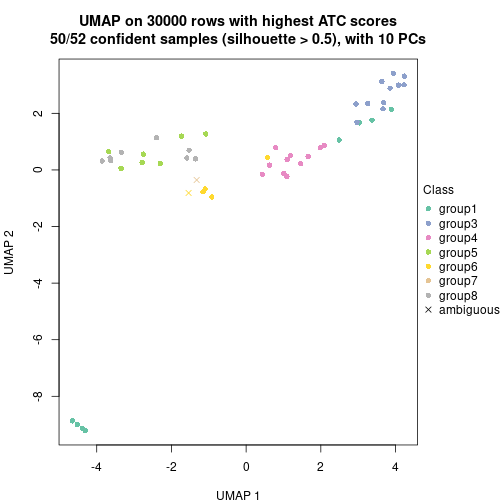 UMAP on 30000 rows with highest ATC scores
50/52 confident samples (silhouette > 0.5), with 10 PCs
2
0
-2
-4
-6
-8
UMAP 2
-4
-2
0
2
4
UMAP 1
Class
group1
group3
group4
group5
group6
group7
group8
ambiguous